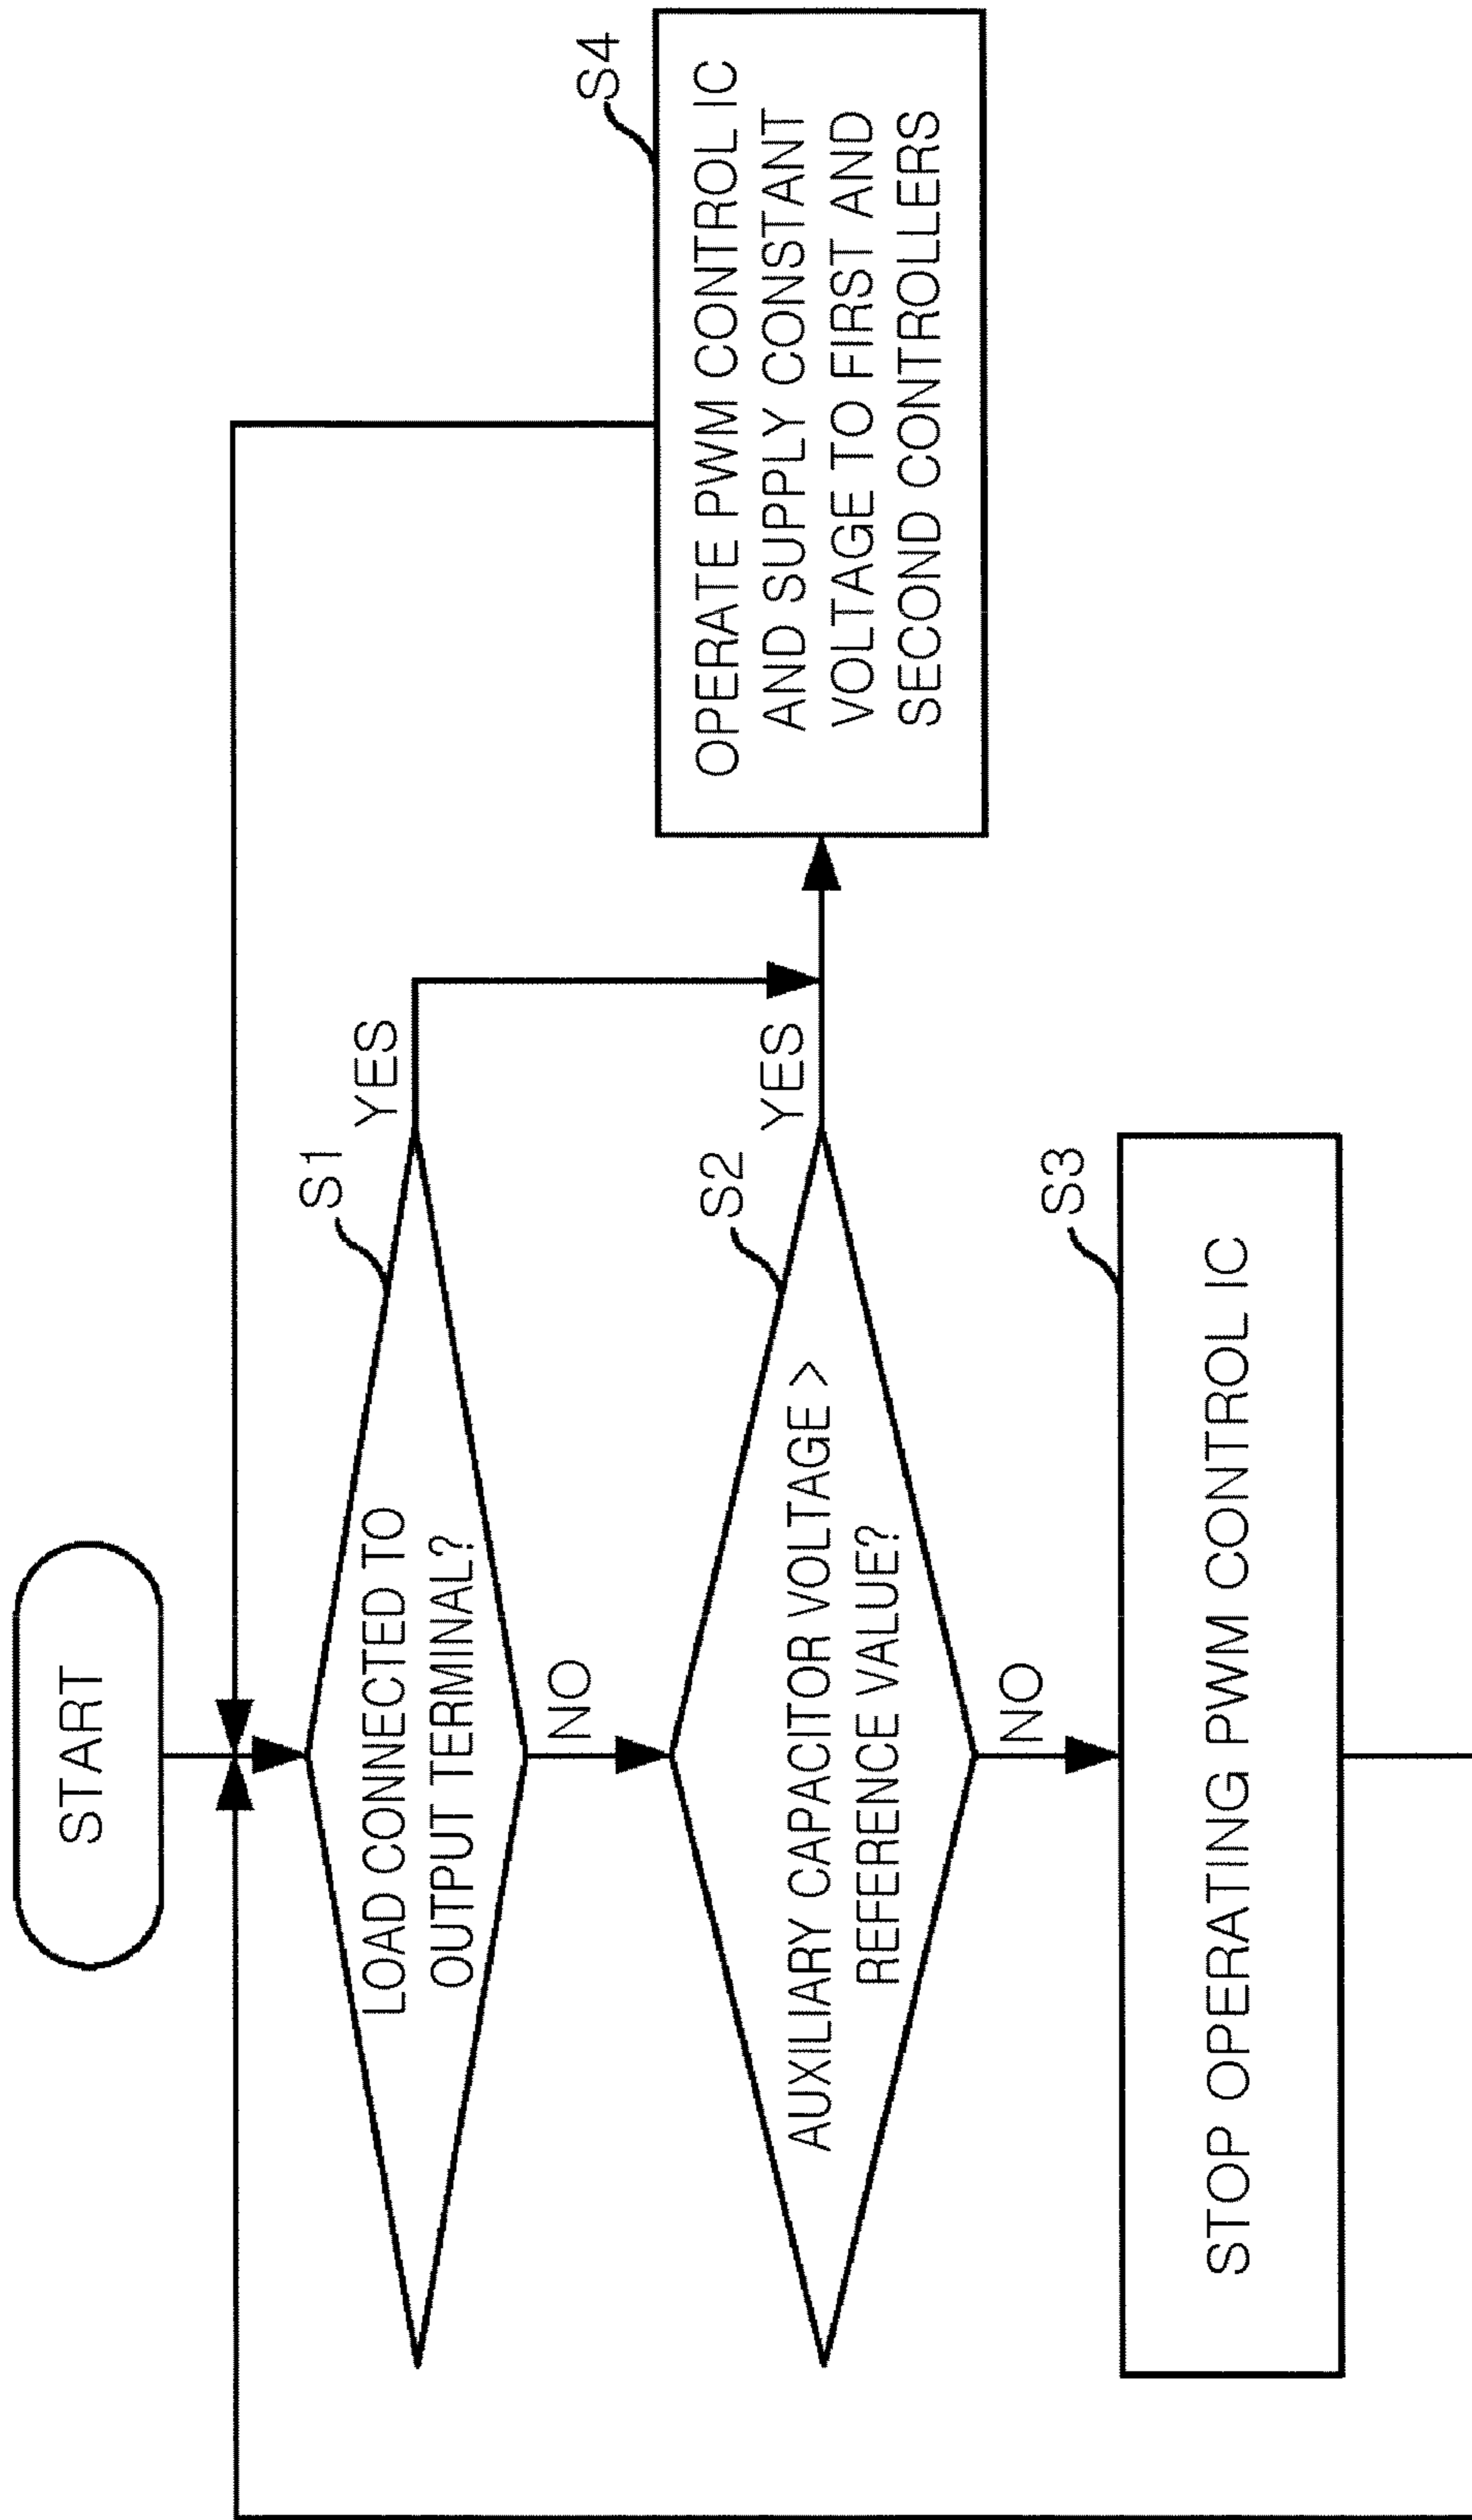 START
S1
LOAD CONNECTED TO
OUTPUT TERMINAL?
YES
NO
S2
AUXILIARY CAPACITOR VOLTAGE >
REFERENCE VALUE?
YES
NO
S3
STOP OPERATING PWM CONTROL IC
S4
OPERATE PWM CONTROL IC
AND SUPPLY CONSTANT
VOLTAGE TO FIRST AND
SECOND CONTROLLERS